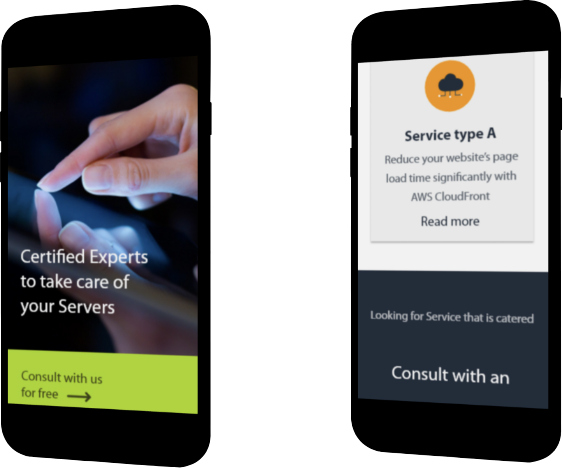 Certified Experts
to take care of
your Servers
Consult with us
for free
Service type A
Reduce your website's page
load time significantly with
AWS CloudFront
Read more
Looking for Service that is catered
Consult with an